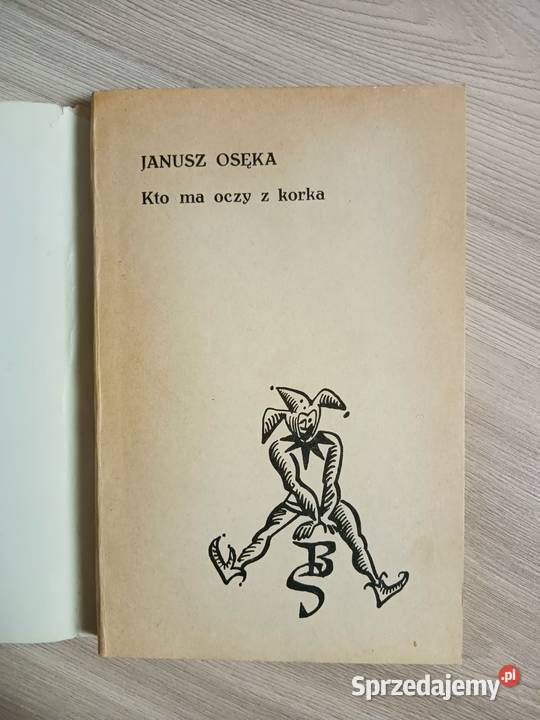 JANUSZ OSĘKA
Kto ma oczy z korka
BS
Sprzedajemy.pl